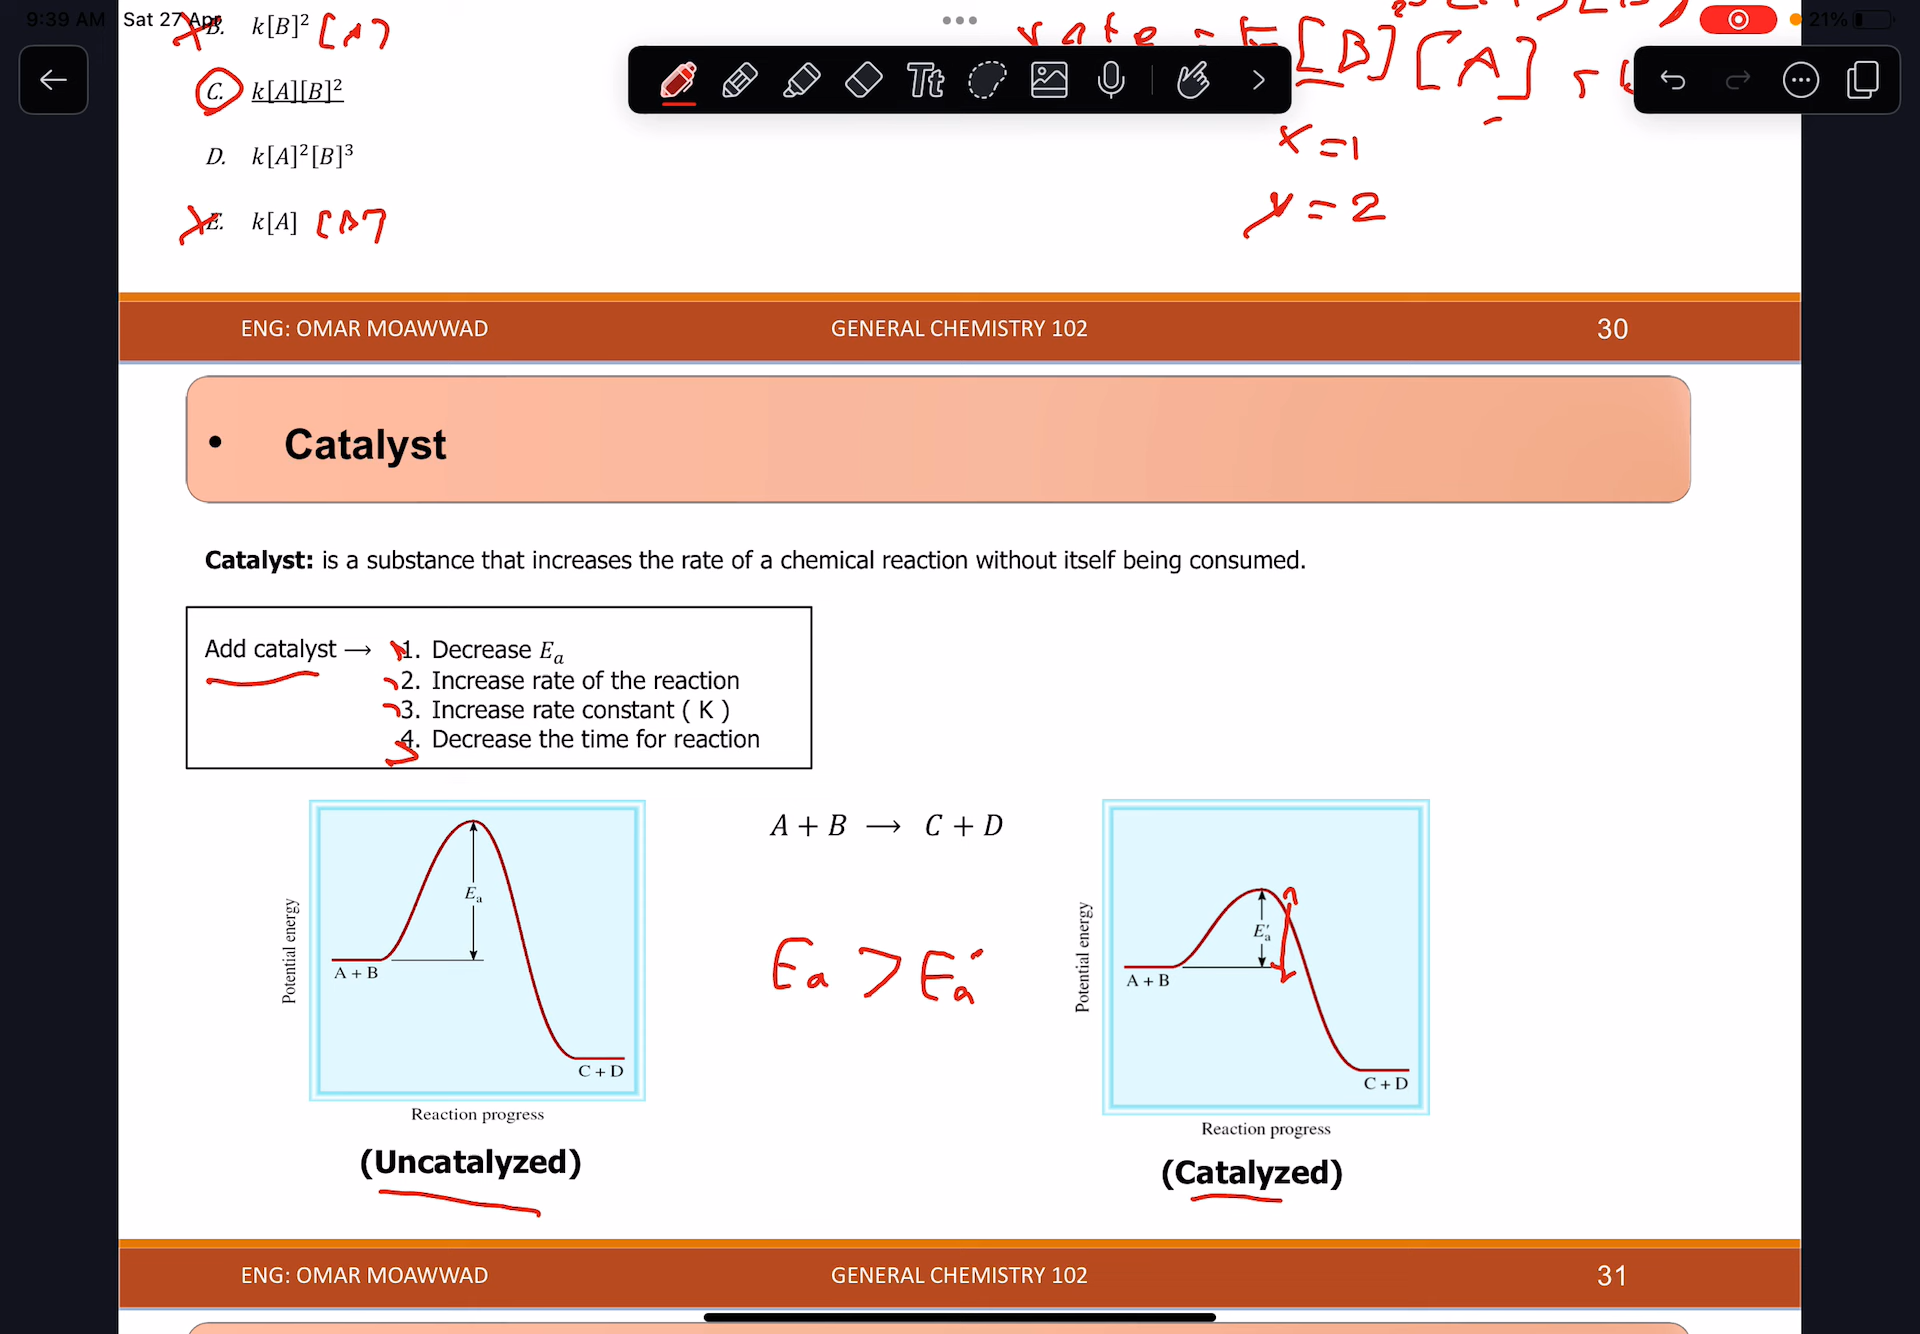 9:39 AM Sat 27 Apr
21%
B. k[B]² [A]
rate = k[B][A]
C. k[A][B]²
Tt
x = 1
D. k[A]²[B]³
y = 2
E. k[A] [B]
ENG: OMAR MOAWWAD GENERAL CHEMISTRY 102 30
• Catalyst
Catalyst: is a substance that increases the rate of a chemical reaction without itself being consumed.
Add catalyst → 1. Decrease Eₐ
2. Increase rate of the reaction
3. Increase rate constant ( K )
4. Decrease the time for reaction
A + B → C + D
Potential energy
Eₐ
A + B
C + D
Reaction progress
(Uncatalyzed)
Ea > Ea'
Potential energy
E'ₐ
A + B
C + D
Reaction progress
(Catalyzed)
ENG: OMAR MOAWWAD GENERAL CHEMISTRY 102 31